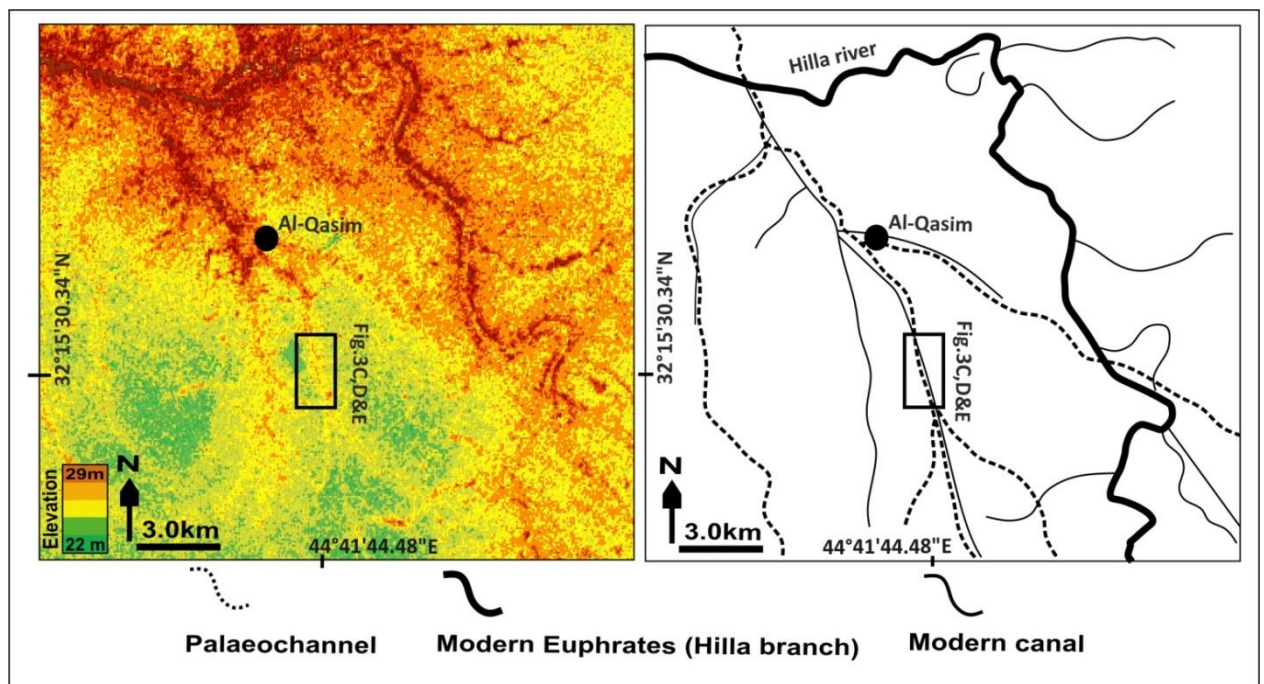 Al-Qasim
32°15'30.34"N
Fig.3C,D&E
Elevation
29m
22 m
N
3.0km
44°41'44.48"E
Hilla river
Al-Qasim
32°15'30.34"N
Fig.3C,D&E
N
3.0km
44°41'44.48"E
Palaeochannel
Modern Euphrates (Hilla branch)
Modern canal